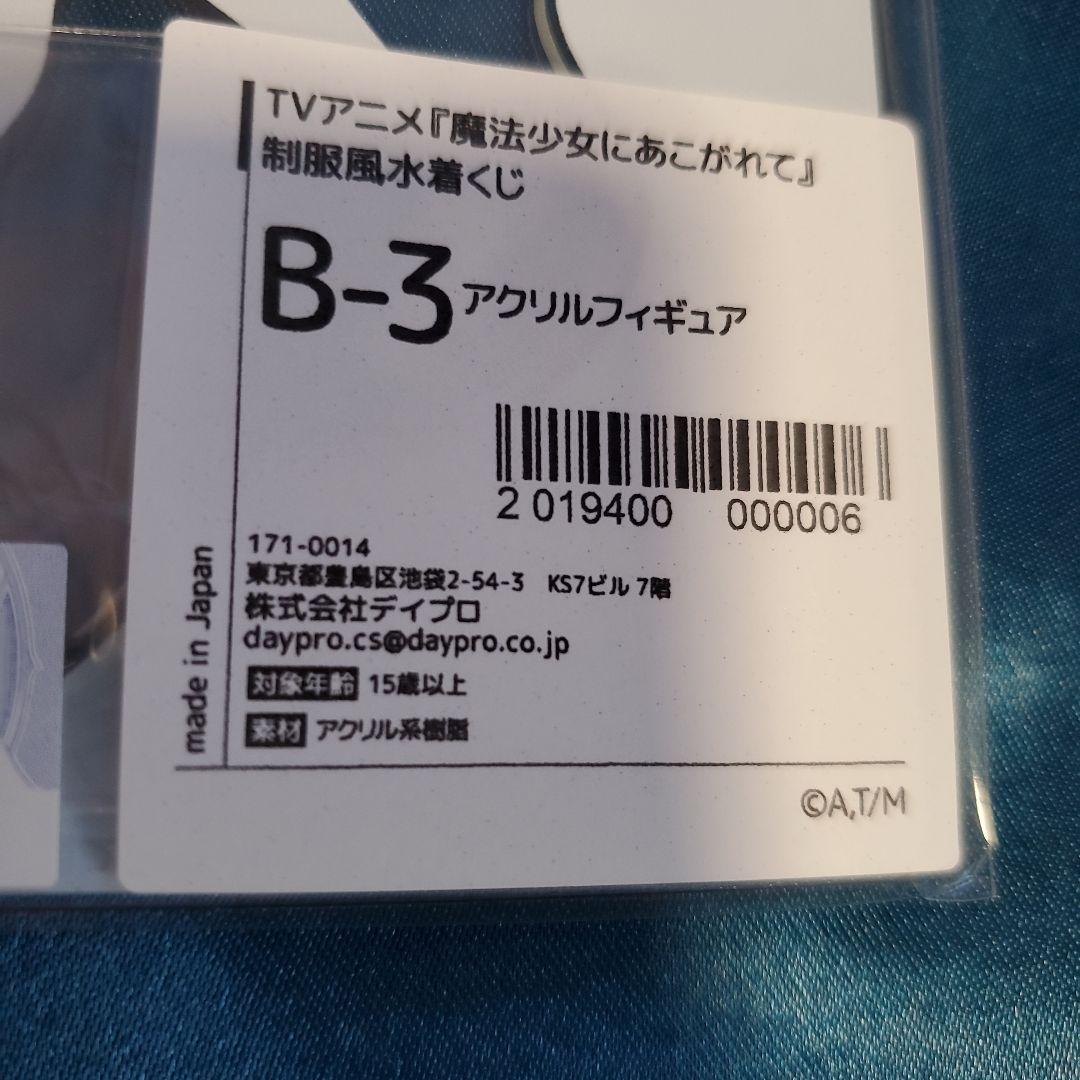 TVアニメ『魔法少女にあこがれて』
制服風水着くじ
B-3 アクリルフィギュア
2 019400 000006
171-0014
東京都豊島区池袋2-54-3 KS7ビル 7階
株式会社デイプロ
daypro.cs@daypro.co.jp
対象年齢 15歳以上
素材 アクリル系樹脂
made in Japan
©A,T/M